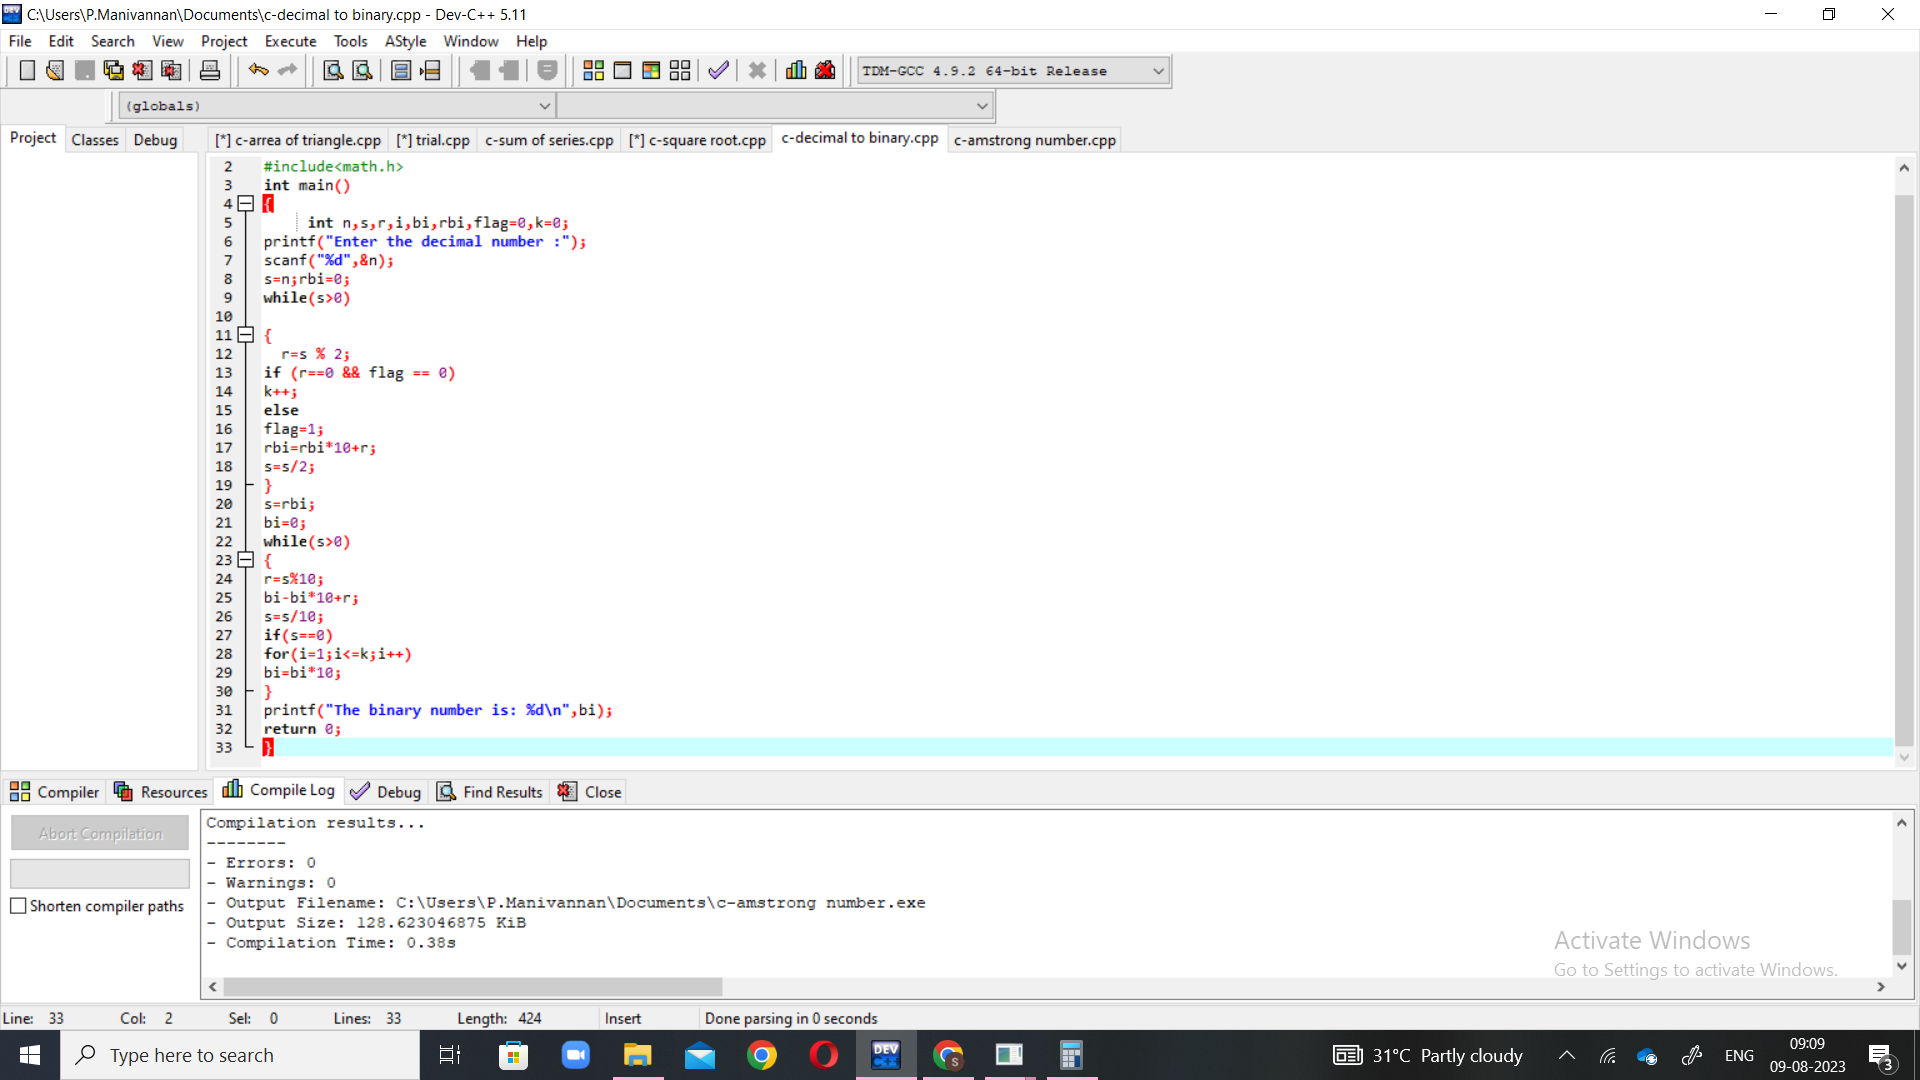 C:\Users\P.Manivannan\Documents\c-decimal to binary.cpp - Dev-C++ 5.11
File Edit Search View Project Execute Tools AStyle Window Help
TDM-GCC 4.9.2 64-bit Release
(globals)
Project Classes Debug [*] c-area of triangle.cpp [*] trial.cpp c-sum of series.cpp [*] c-square root.cpp c-decimal to binary.cpp c-amstrong number.cpp
2 #include<math.h>
3 int main()
4 {
5 int n,s,r,i,bi,rbi,flag=0,k=0;
6 printf("Enter the decimal number :");
7 scanf("%d",&n);
8 s=n;rbi=0;
9 while(s>0)
10
11 {
12 r=s % 2;
13 if (r==0 && flag == 0)
14 k++;
15 else
16 flag=1;
17 rbi=rbi*10+r;
18 s=s/2;
19 }
20 s=rbi;
21 bi=0;
22 while(s>0)
23 {
24 r=s%10;
25 bi-bi*10+r;
26 s=s/10;
27 if(s==0)
28 for(i=1;i<=k;i++)
29 bi=bi*10;
30 }
31 printf("The binary number is: %d\n",bi);
32 return 0;
33 }
Compiler Resources Compile Log Debug Find Results Close
Abort Compilation
Shorten compiler paths
Compilation results...
--------
- Errors: 0
- Warnings: 0
- Output Filename: C:\Users\P.Manivannan\Documents\c-amstrong number.exe
- Output Size: 128.623046875 KiB
- Compilation Time: 0.38s
Activate Windows
Go to Settings to activate Windows.
Line: 33 Col: 2 Sel: 0 Lines: 33 Length: 424 Insert Done parsing in 0 seconds
Type here to search
DEV
S
31°C Partly cloudy
ENG
09:09
09-08-2023
3